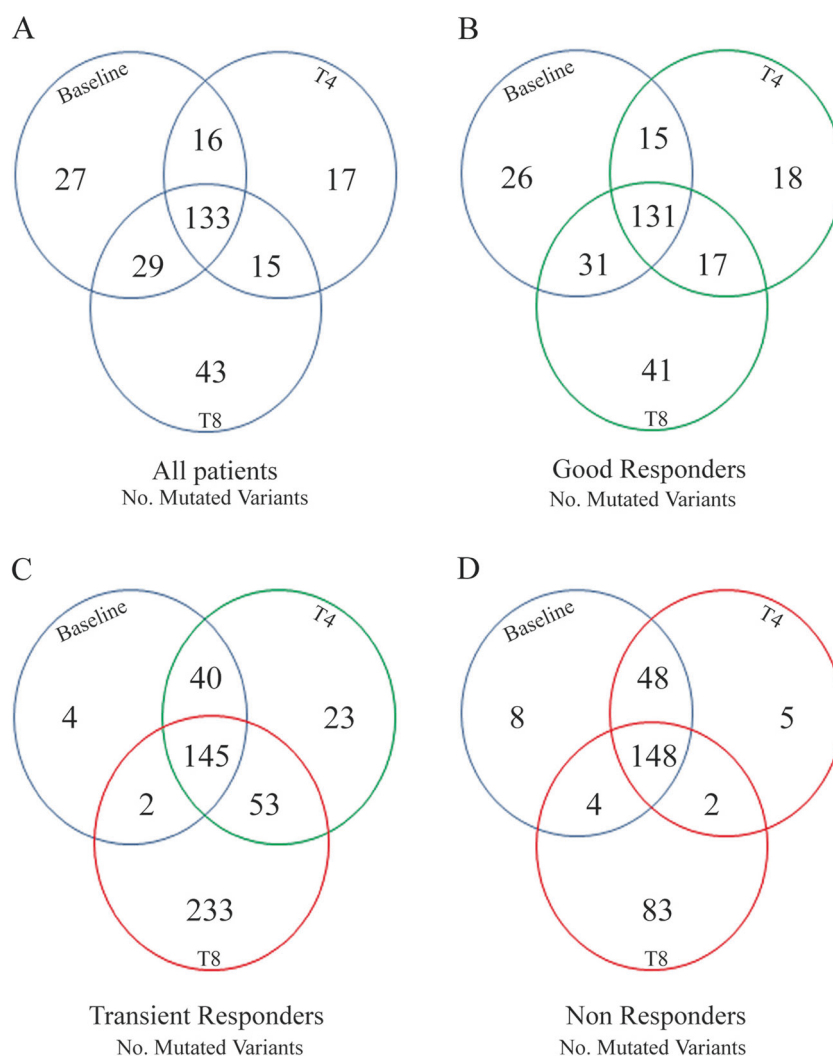 A
Baseline
T4
16
27
17
133
29
15
43
T8
All patients
No. Mutated Variants
B
Baseline
T4
15
26
18
131
31
17
41
T8
Good Responders
No. Mutated Variants
C
Baseline
T4
40
4
23
145
2
53
233
T8
Transient Responders
No. Mutated Variants
D
Baseline
T4
48
8
5
148
4
2
83
T8
Non Responders
No. Mutated Variants